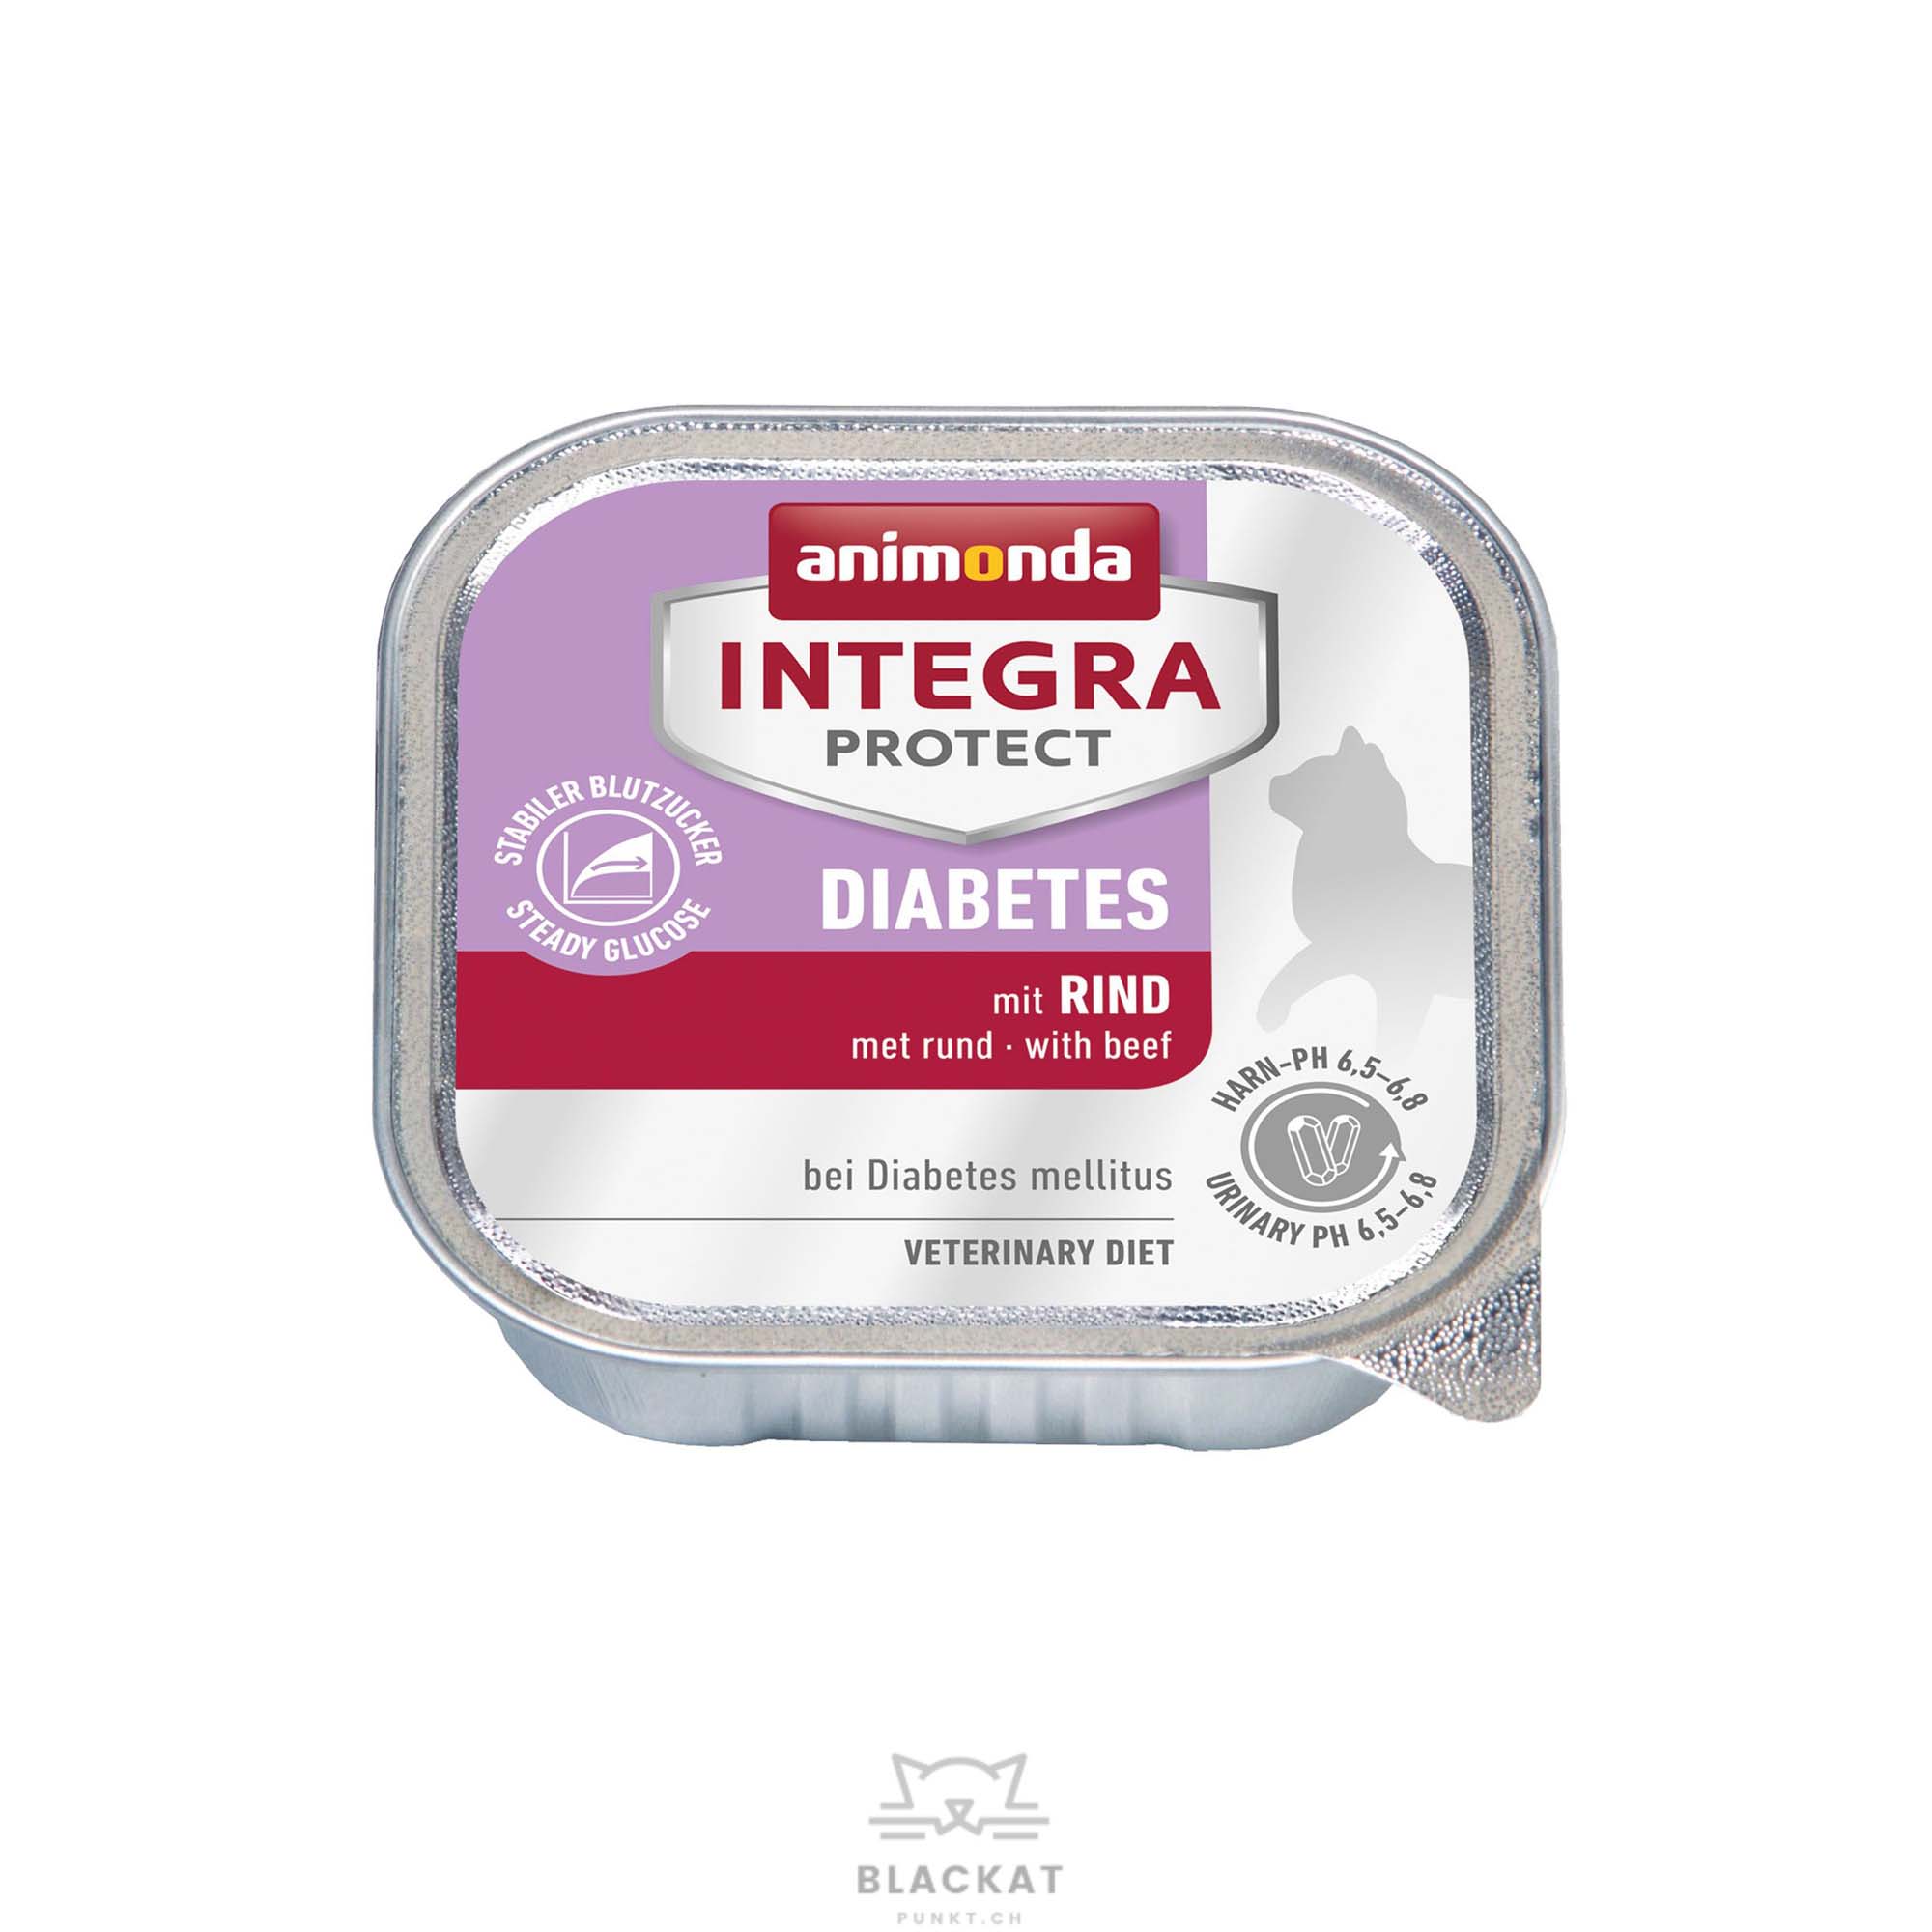 animonda
INTEGRA
PROTECT
STABILER BLUTZUCKER
STEADY GLUCOSE
DIABETES
mit RIND
met rund · with beef
HARN-PH 6,5–6,8
URINARY PH 6,5–6,8
bei Diabetes mellitus
VETERINARY DIET
BLACKAT
PUNKT.CH